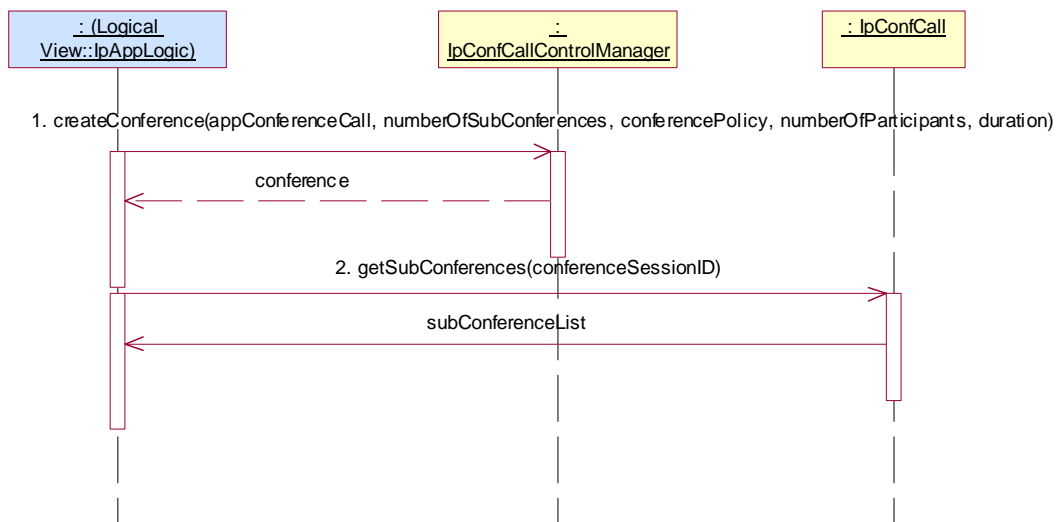 : (Logical
View::IpAppLogic)
:
IpConfCallControlManager
: IpConfCall
1. createConference(appConferenceCall, numberOfSubConferences, conferencePolicy, numberOfParticipants, duration)
conference
2. getSubConferences(conferenceSessionID)
subConferenceList